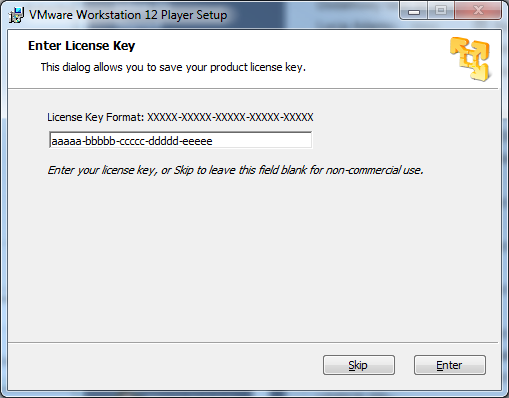 VMware Workstation 12 Player Setup
Enter License Key
This dialog allows you to save your product license key.
License Key Format: XXXXX-XXXXX-XXXXX-XXXXX-XXXXX
aaaaa-bbbbb-ccccc-ddddd-eeeee
Enter your license key, or Skip to leave this field blank for non-commercial use.
Skip
Enter